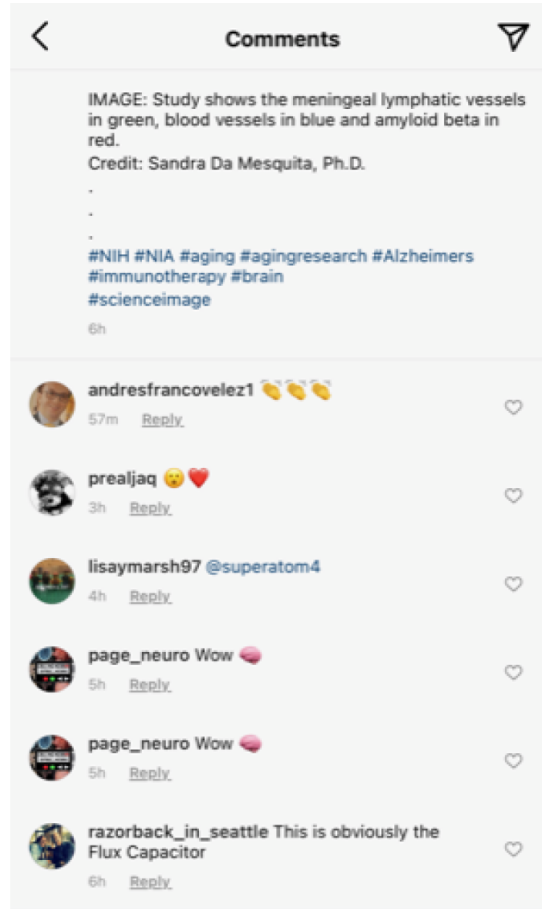 Comments
IMAGE: Study shows the meningeal lymphatic vessels
in green, blood vessels in blue and amyloid beta in
red.
Credit: Sandra Da Mesquita, Ph.D.
.
.
.
#NIH #NIA #aging #agingresearch #Alzheimers
#immunotherapy #brain
#scienceimage
6h
andresfrancovelez1 👏👏👏
57m Reply
prealjaq 😲❤️
3h Reply
lisaymarsh97 @superatom4
4h Reply
page_neuro Wow 🧠
5h Reply
page_neuro Wow 🧠
5h Reply
razorback_in_seattle This is obviously the
Flux Capacitor
6h Reply